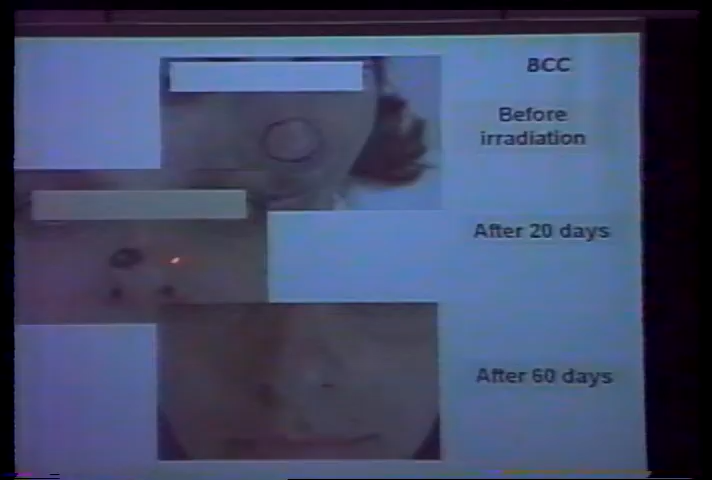 BCC
Before
irradiation
After 20 days
After 60 days